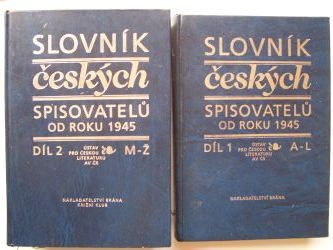 SLOVNÍK
českých
SPISOVATELŮ
OD ROKU 1945
DÍL 2
ÚSTAV
PRO ČESKOU
LITERATURU
AV ČR
M-Ž
NAKLADATELSTVÍ BRÁNA
KNIŽNÍ KLUB
SLOVNÍK
českých
SPISOVATELŮ
OD ROKU 1945
DÍL 1
ÚSTAV
PRO ČESKOU
LITERATURU
AV ČR
A-L
NAKLADATELSTVÍ BRÁNA